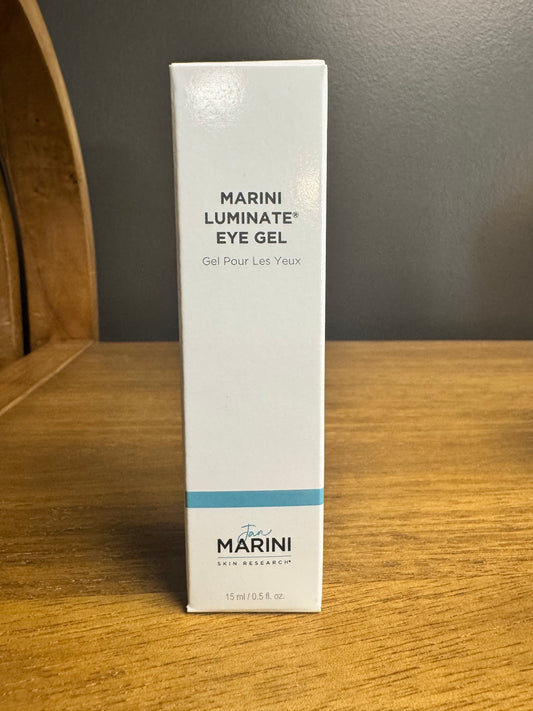 MARINI
LUMINATE®
EYE GEL
Gel Pour Les Yeux
Jan
MARINI
SKIN RESEARCH®
15 ml / 0.5 fl. oz.